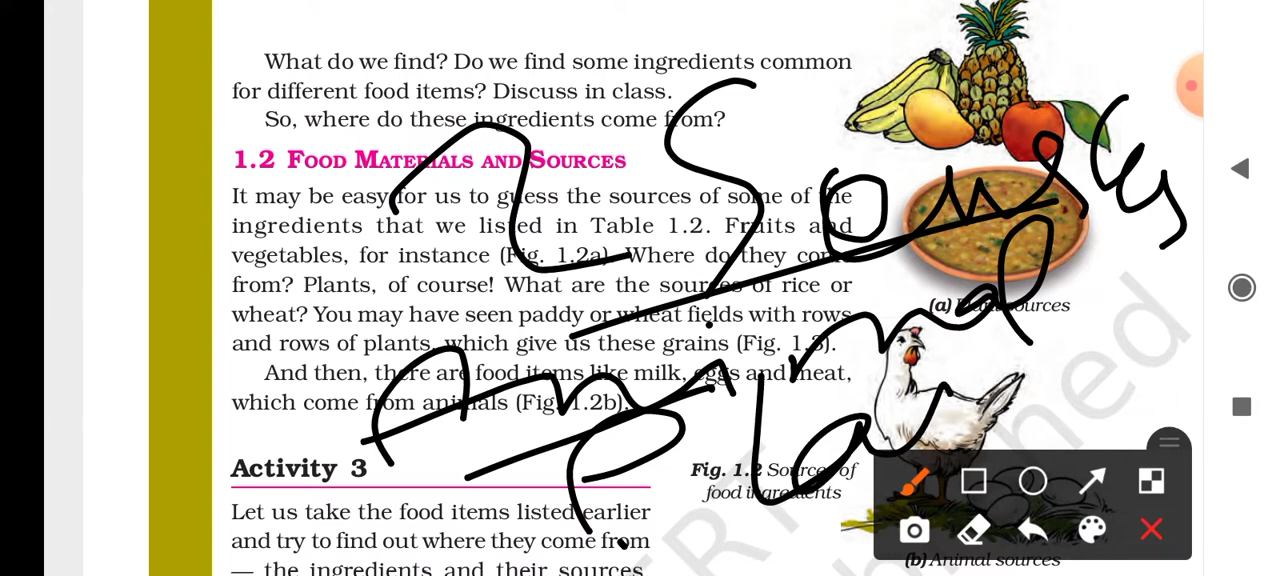 What do we find? Do we find some ingredients common
for different food items? Discuss in class.
So, where do these ingredients come from?
1.2 FOOD MATERIALS AND SOURCES
It may be easy for us to guess the sources of some of the
ingredients that we listed in Table 1.2. Fruits and
vegetables, for instance (Fig. 1.2a). Where do they come
from? Plants, of course! What are the sources of rice or
wheat? You may have seen paddy or wheat fields with rows
and rows of plants, which give us these grains (Fig. 1.3).
And then, there are food items like milk, eggs and meat,
which come from animals (Fig. 1.2b).
Activity 3
Let us take the food items listed earlier
and try to find out where they come from
— the ingredients and their sources.
(a) Plant sources
Fig. 1.2 Sources of
food ingredients
(b) Animal sources
2 Sources
Animal